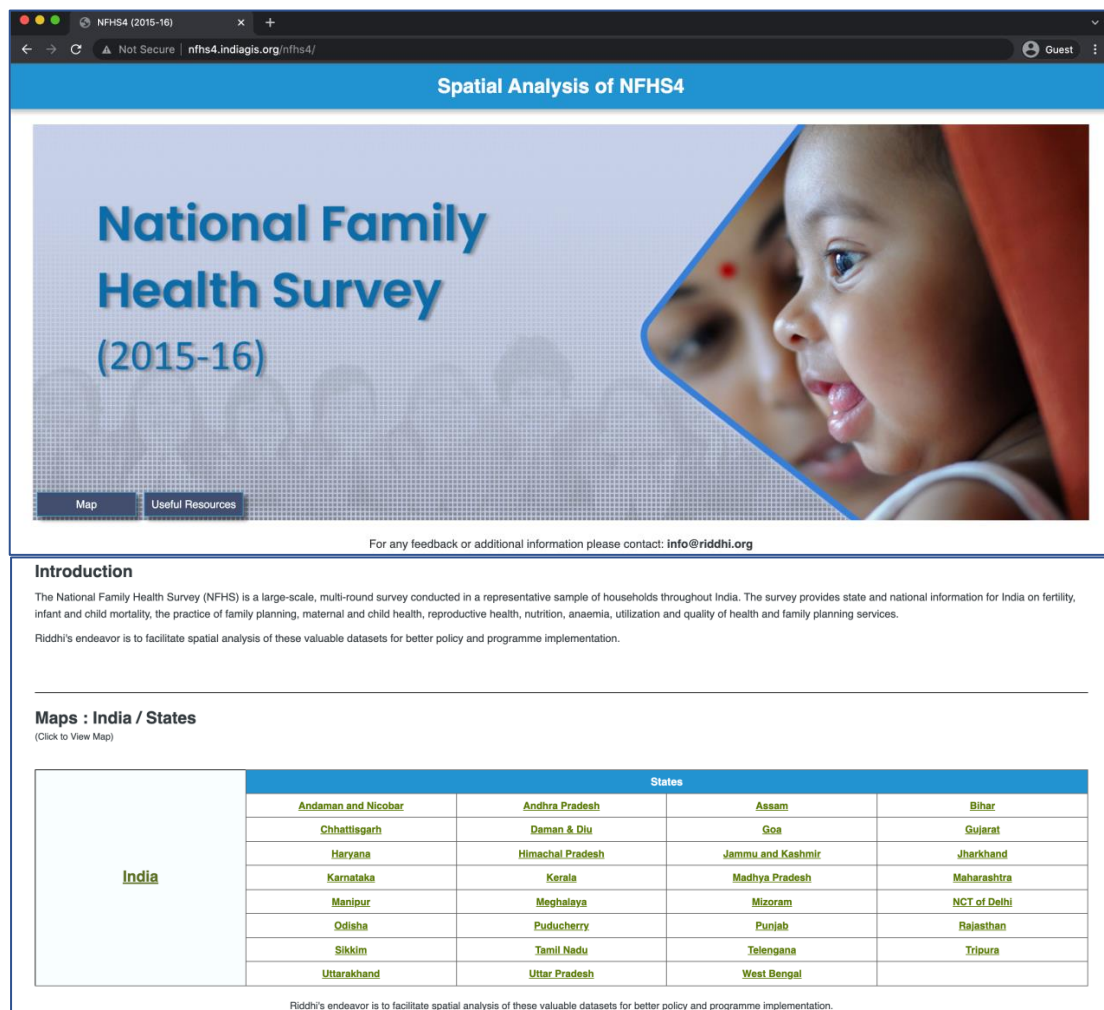 NFHS4 (2015-16)
Not Secure | nfhs4.indiagis.org/nfhs4/
Guest
Spatial Analysis of NFHS4
National Family
Health Survey
(2015-16)
Map
Useful Resources
For any feedback or additional information please contact: info@riddhi.org
Introduction
The National Family Health Survey (NFHS) is a large-scale, multi-round survey conducted in a representative sample of households throughout India. The survey provides state and national information for India on fertility,
infant and child mortality, the practice of family planning, maternal and child health, reproductive health, nutrition, anaemia, utilization and quality of health and family planning services.
Riddhi's endeavor is to facilitate spatial analysis of these valuable datasets for better policy and programme implementation.
Maps : India / States
(Click to View Map)
States
Andaman and Nicobar Andhra Pradesh Assam Bihar
Chhattisgarh Daman & Diu Goa Gujarat
Haryana Himachal Pradesh Jammu and Kashmir Jharkhand
India Karnataka Kerala Madhya Pradesh Maharashtra
Manipur Meghalaya Mizoram NCT of Delhi
Odisha Puducherry Punjab Rajasthan
Sikkim Tamil Nadu Telengana Tripura
Uttarakhand Uttar Pradesh West Bengal
Riddhi's endeavor is to facilitate spatial analysis of these valuable datasets for better policy and programme implementation.